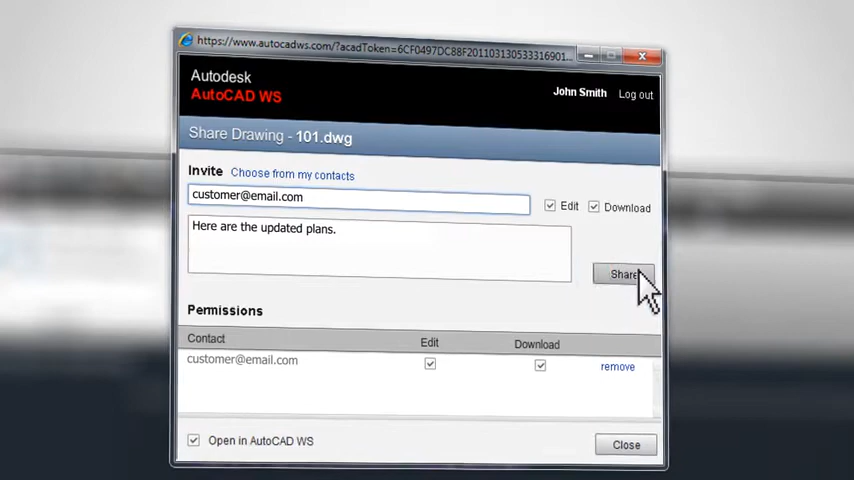 https://www.autocadws.com/?acadToken=6CF0497DC88F201103130533316901...
Autodesk
AutoCAD WS
John Smith Log out
Share Drawing - 101.dwg
Invite Choose from my contacts
customer@email.com Edit Download
Here are the updated plans.
Share
Permissions
Contact Edit Download
customer@email.com remove
Open in AutoCAD WS Close